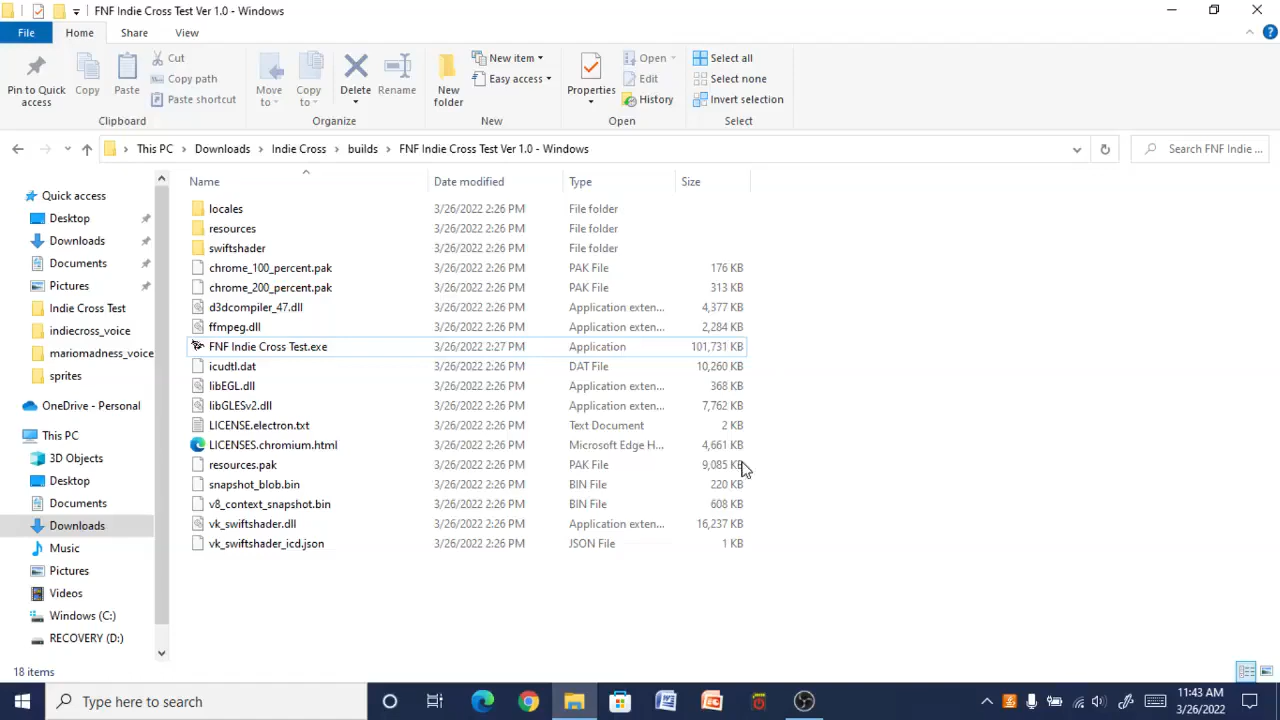 FNF Indie Cross Test Ver 1.0 - Windows
File Home Share View
Pin to Quick access
Copy
Paste
Cut
Copy path
Paste shortcut
Clipboard
Move to
Copy to
Delete
Rename
Organize
New folder
New item
Easy access
New
Properties
Open
Edit
History
Open
Select all
Select none
Invert selection
Select
This PC > Downloads > Indie Cross > builds > FNF Indie Cross Test Ver 1.0 - Windows
Search FNF Indie ...
Quick access
Desktop
Downloads
Documents
Pictures
Indie Cross Test
indiecross_voice
mariomadness_voice
sprites
OneDrive - Personal
This PC
3D Objects
Desktop
Documents
Downloads
Music
Pictures
Videos
Windows (C:)
RECOVERY (D:)
Name Date modified Type Size
locales 3/26/2022 2:26 PM File folder
resources 3/26/2022 2:26 PM File folder
swiftshader 3/26/2022 2:26 PM File folder
chrome_100_percent.pak 3/26/2022 2:26 PM PAK File 176 KB
chrome_200_percent.pak 3/26/2022 2:26 PM PAK File 313 KB
d3dcompiler_47.dll 3/26/2022 2:26 PM Application exten... 4,377 KB
ffmpeg.dll 3/26/2022 2:26 PM Application exten... 2,284 KB
FNF Indie Cross Test.exe 3/26/2022 2:27 PM Application 101,731 KB
icudtl.dat 3/26/2022 2:26 PM DAT File 10,260 KB
libEGL.dll 3/26/2022 2:26 PM Application exten... 368 KB
libGLESv2.dll 3/26/2022 2:26 PM Application exten... 7,762 KB
LICENSE.electron.txt 3/26/2022 2:26 PM Text Document 2 KB
LICENSES.chromium.html 3/26/2022 2:26 PM Microsoft Edge H... 4,661 KB
resources.pak 3/26/2022 2:26 PM PAK File 9,085 KB
snapshot_blob.bin 3/26/2022 2:26 PM BIN File 220 KB
v8_context_snapshot.bin 3/26/2022 2:26 PM BIN File 608 KB
vk_swiftshader.dll 3/26/2022 2:26 PM Application exten... 16,237 KB
vk_swiftshader_icd.json 3/26/2022 2:26 PM JSON File 1 KB
18 items
Type here to search
11:43 AM
3/26/2022